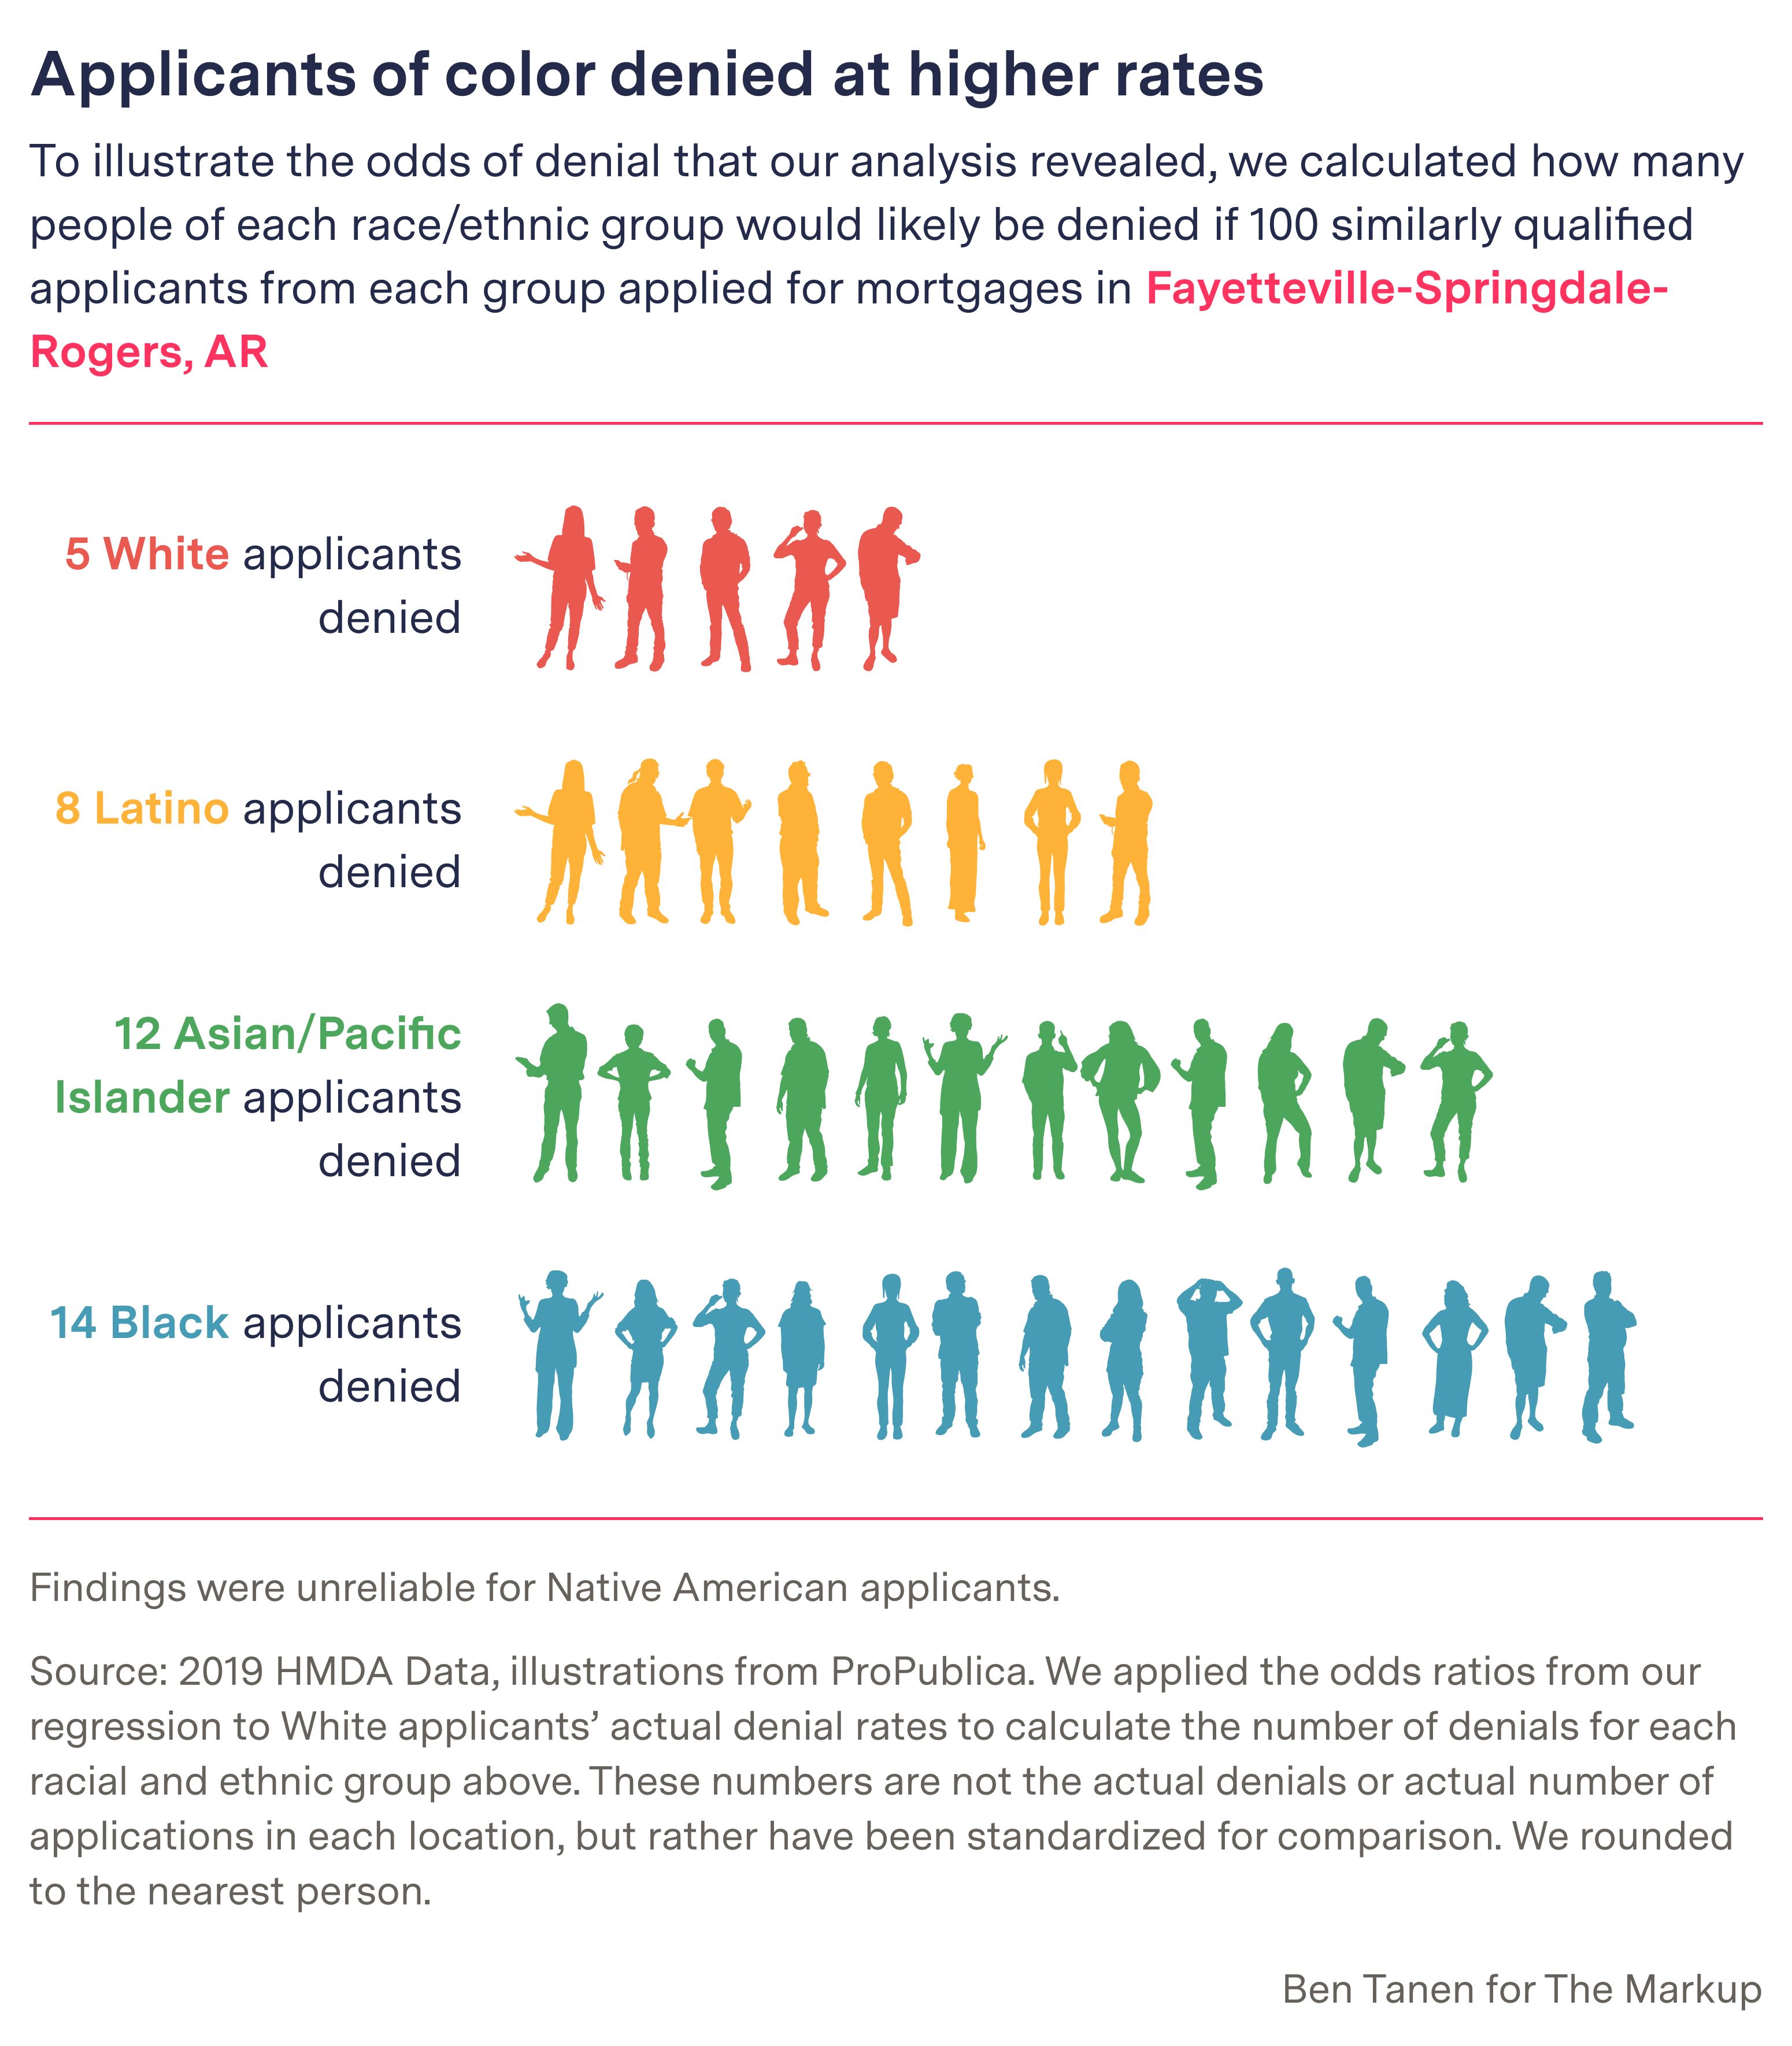 Applicants of color denied at higher rates
To illustrate the odds of denial that our analysis revealed, we calculated how many
people of each race/ethnic group would likely be denied if 100 similarly qualified
applicants from each group applied for mortgages in Fayetteville-Springdale-
Rogers, AR
5 White applicants
denied
8 Latino applicants
denied
12 Asian/Pacific
Islander applicants
denied
14 Black applicants
denied
Findings were unreliable for Native American applicants.
Source: 2019 HMDA Data, illustrations from ProPublica. We applied the odds ratios from our
regression to White applicants’ actual denial rates to calculate the number of denials for each
racial and ethnic group above. These numbers are not the actual denials or actual number of
applications in each location, but rather have been standardized for comparison. We rounded
to the nearest person.
Ben Tanen for The Markup